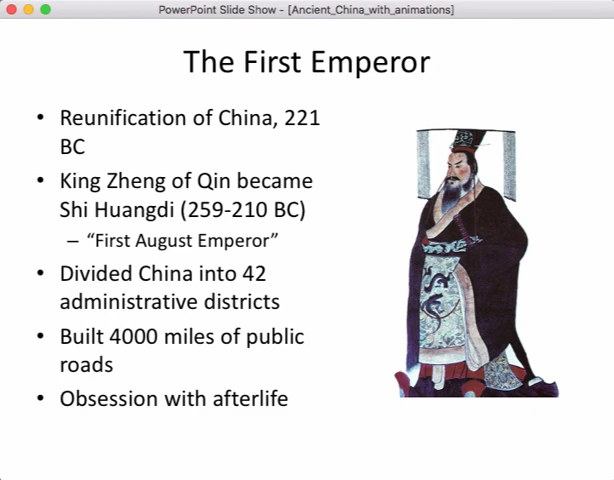 PowerPoint Slide Show - [Ancient_China_with_animations]
The First Emperor
• Reunification of China, 221
BC
• King Zheng of Qin became
Shi Huangdi (259-210 BC)
– “First August Emperor”
• Divided China into 42
administrative districts
• Built 4000 miles of public
roads
• Obsession with afterlife